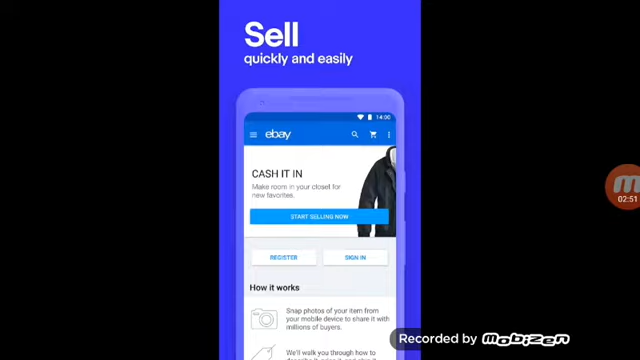 Sell
quickly and easily
14:00
ebay
CASH IT IN
Make room in your closet for
new favorites.
START SELLING NOW
02:51
REGISTER
SIGN IN
How it works
Snap photos of your item from
your mobile device to share it with
millions of buyers.
Recorded by MOBIZEN
We'll walk you through how to